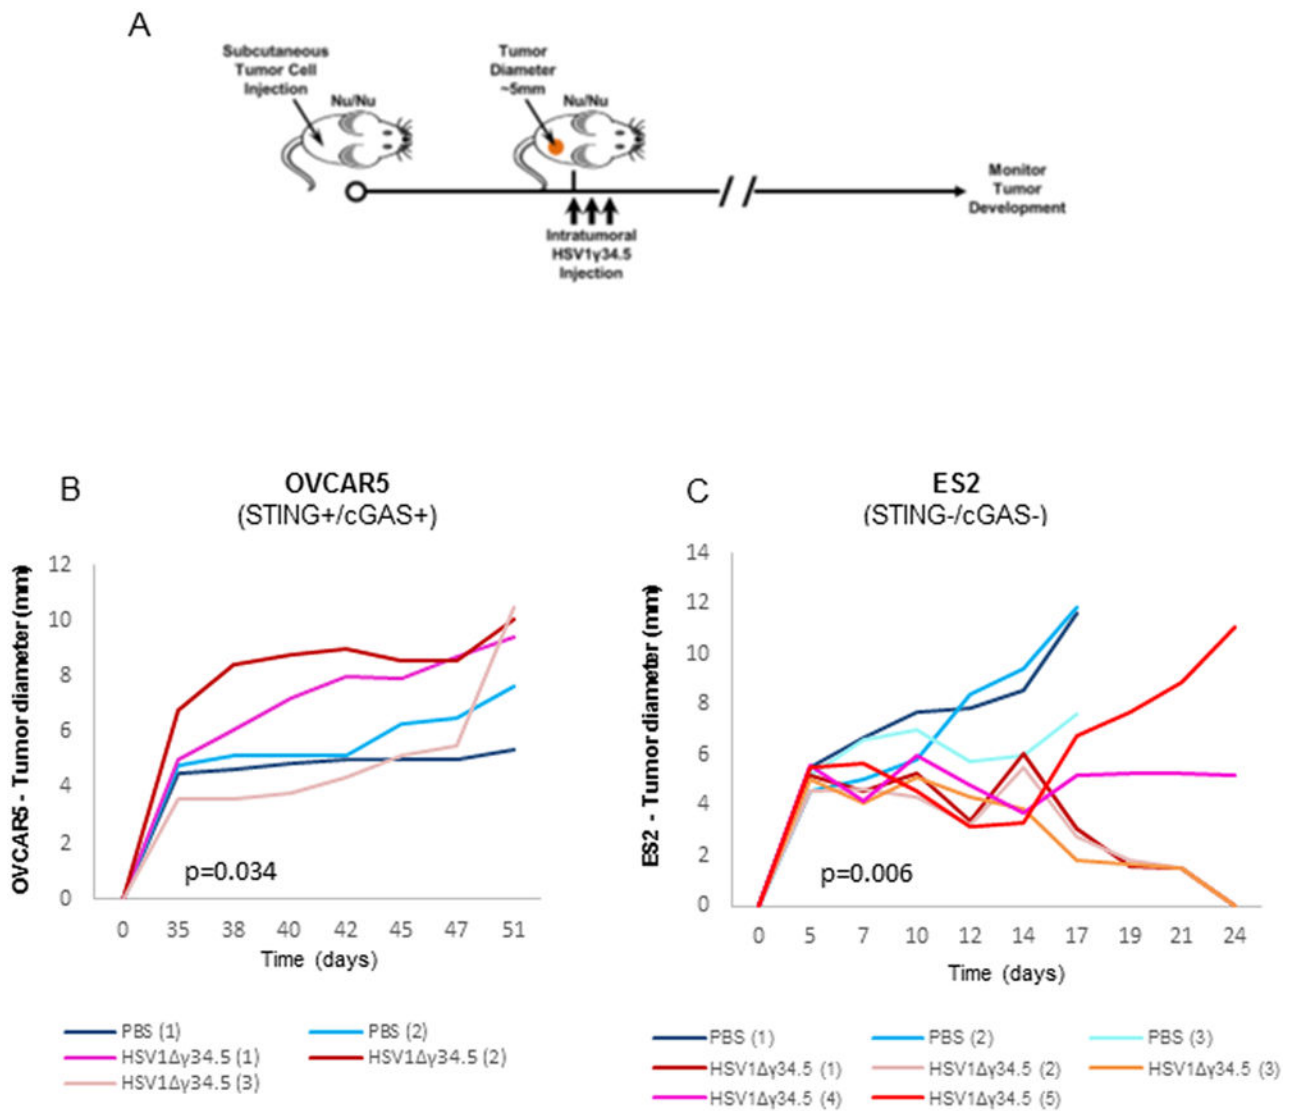 A
Subcutaneous
Tumor Cell
Injection
Nu/Nu
Tumor
Diameter
~5mm
Nu/Nu
Monitor
Tumor
Development
Intratumoral
HSV1γ34.5
Injection
B
OVCAR5
(STING+/cGAS+)
OVCAR5 - Tumor diameter (mm)
12
10
8
6
4
2
0
p=0.034
0 35 38 40 42 45 47 51
Time (days)
PBS (1) PBS (2)
HSV1Δγ34.5 (1) HSV1Δγ34.5 (2)
HSV1Δγ34.5 (3)
C
ES2
(STING-/cGAS-)
ES2 - Tumor diameter (mm)
14
12
10
8
6
4
2
0
p=0.006
0 5 7 10 12 14 17 19 21 24
Time (days)
PBS (1) PBS (2) PBS (3)
HSV1Δγ34.5 (1) HSV1Δγ34.5 (2) HSV1Δγ34.5 (3)
HSV1Δγ34.5 (4) HSV1Δγ34.5 (5)